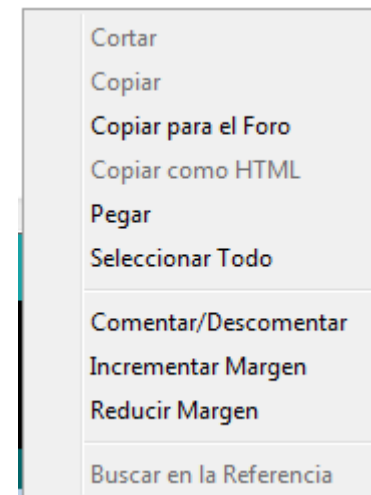 Cortar
Copiar
Copiar para el Foro
Copiar como HTML
Pegar
Seleccionar Todo
Comentar/Descomentar
Incrementar Margen
Reducir Margen
Buscar en la Referencia